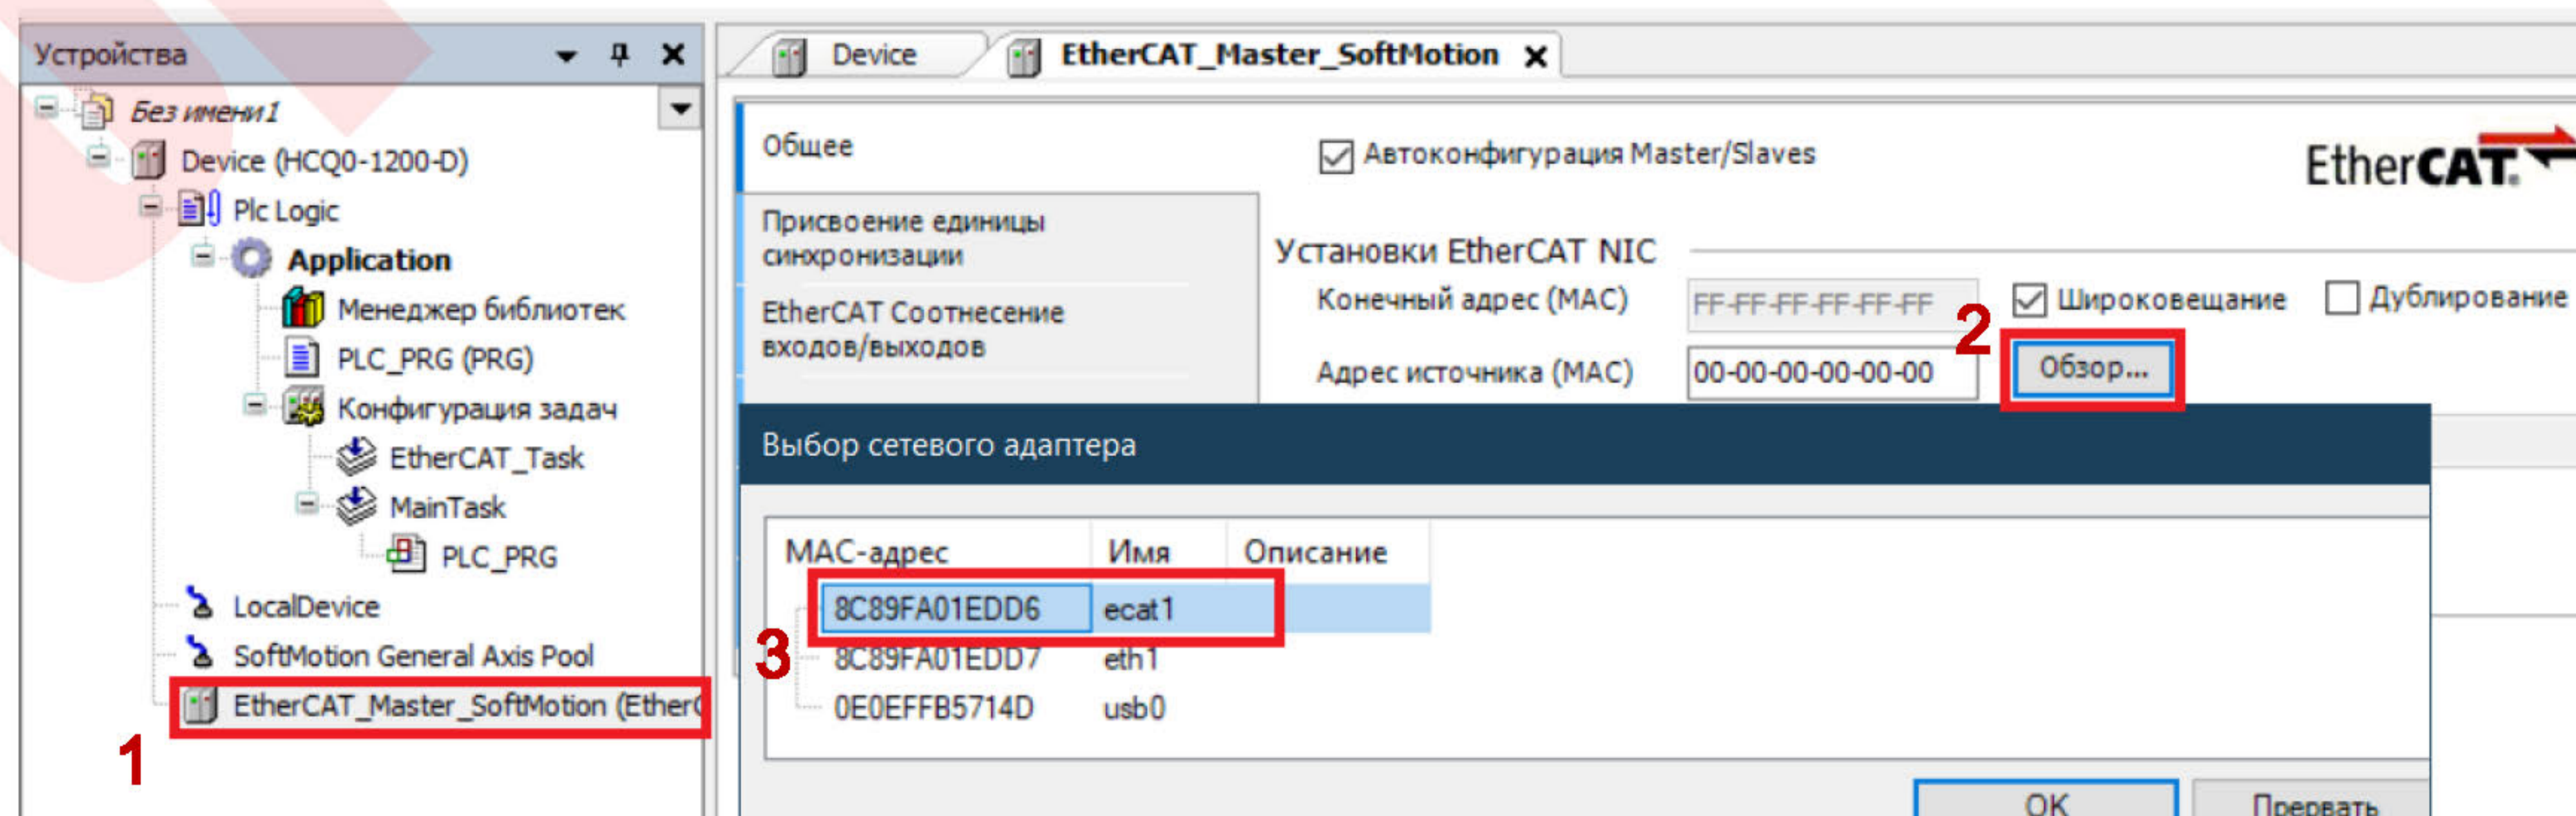 Устройства
Без имени1
Device (HCQ0-1200-D)
Plc Logic
Application
Менеджер библиотек
PLC_PRG (PRG)
Конфигурация задач
EtherCAT_Task
MainTask
PLC_PRG
LocalDevice
SoftMotion General Axis Pool
EtherCAT_Master_SoftMotion (EtherC
1
Device
EtherCAT_Master_SoftMotion
Общее
Присвоение единицы
синхронизации
EtherCAT Соотнесение
входов/выходов
Автоконфигурация Master/Slaves
EtherCAT.
Установки EtherCAT NIC
Конечный адрес (MAC) FF-FF-FF-FF-FF-FF Широковещание Дублирование
2
Адрес источника (MAC) 00-00-00-00-00-00 Обзор...
Выбор сетевого адаптера
MAC-адрес Имя Описание
8C89FA01EDD6 ecat1
3
8C89FA01EDD7 eth1
0E0EFFB5714D usb0
OK Прервать